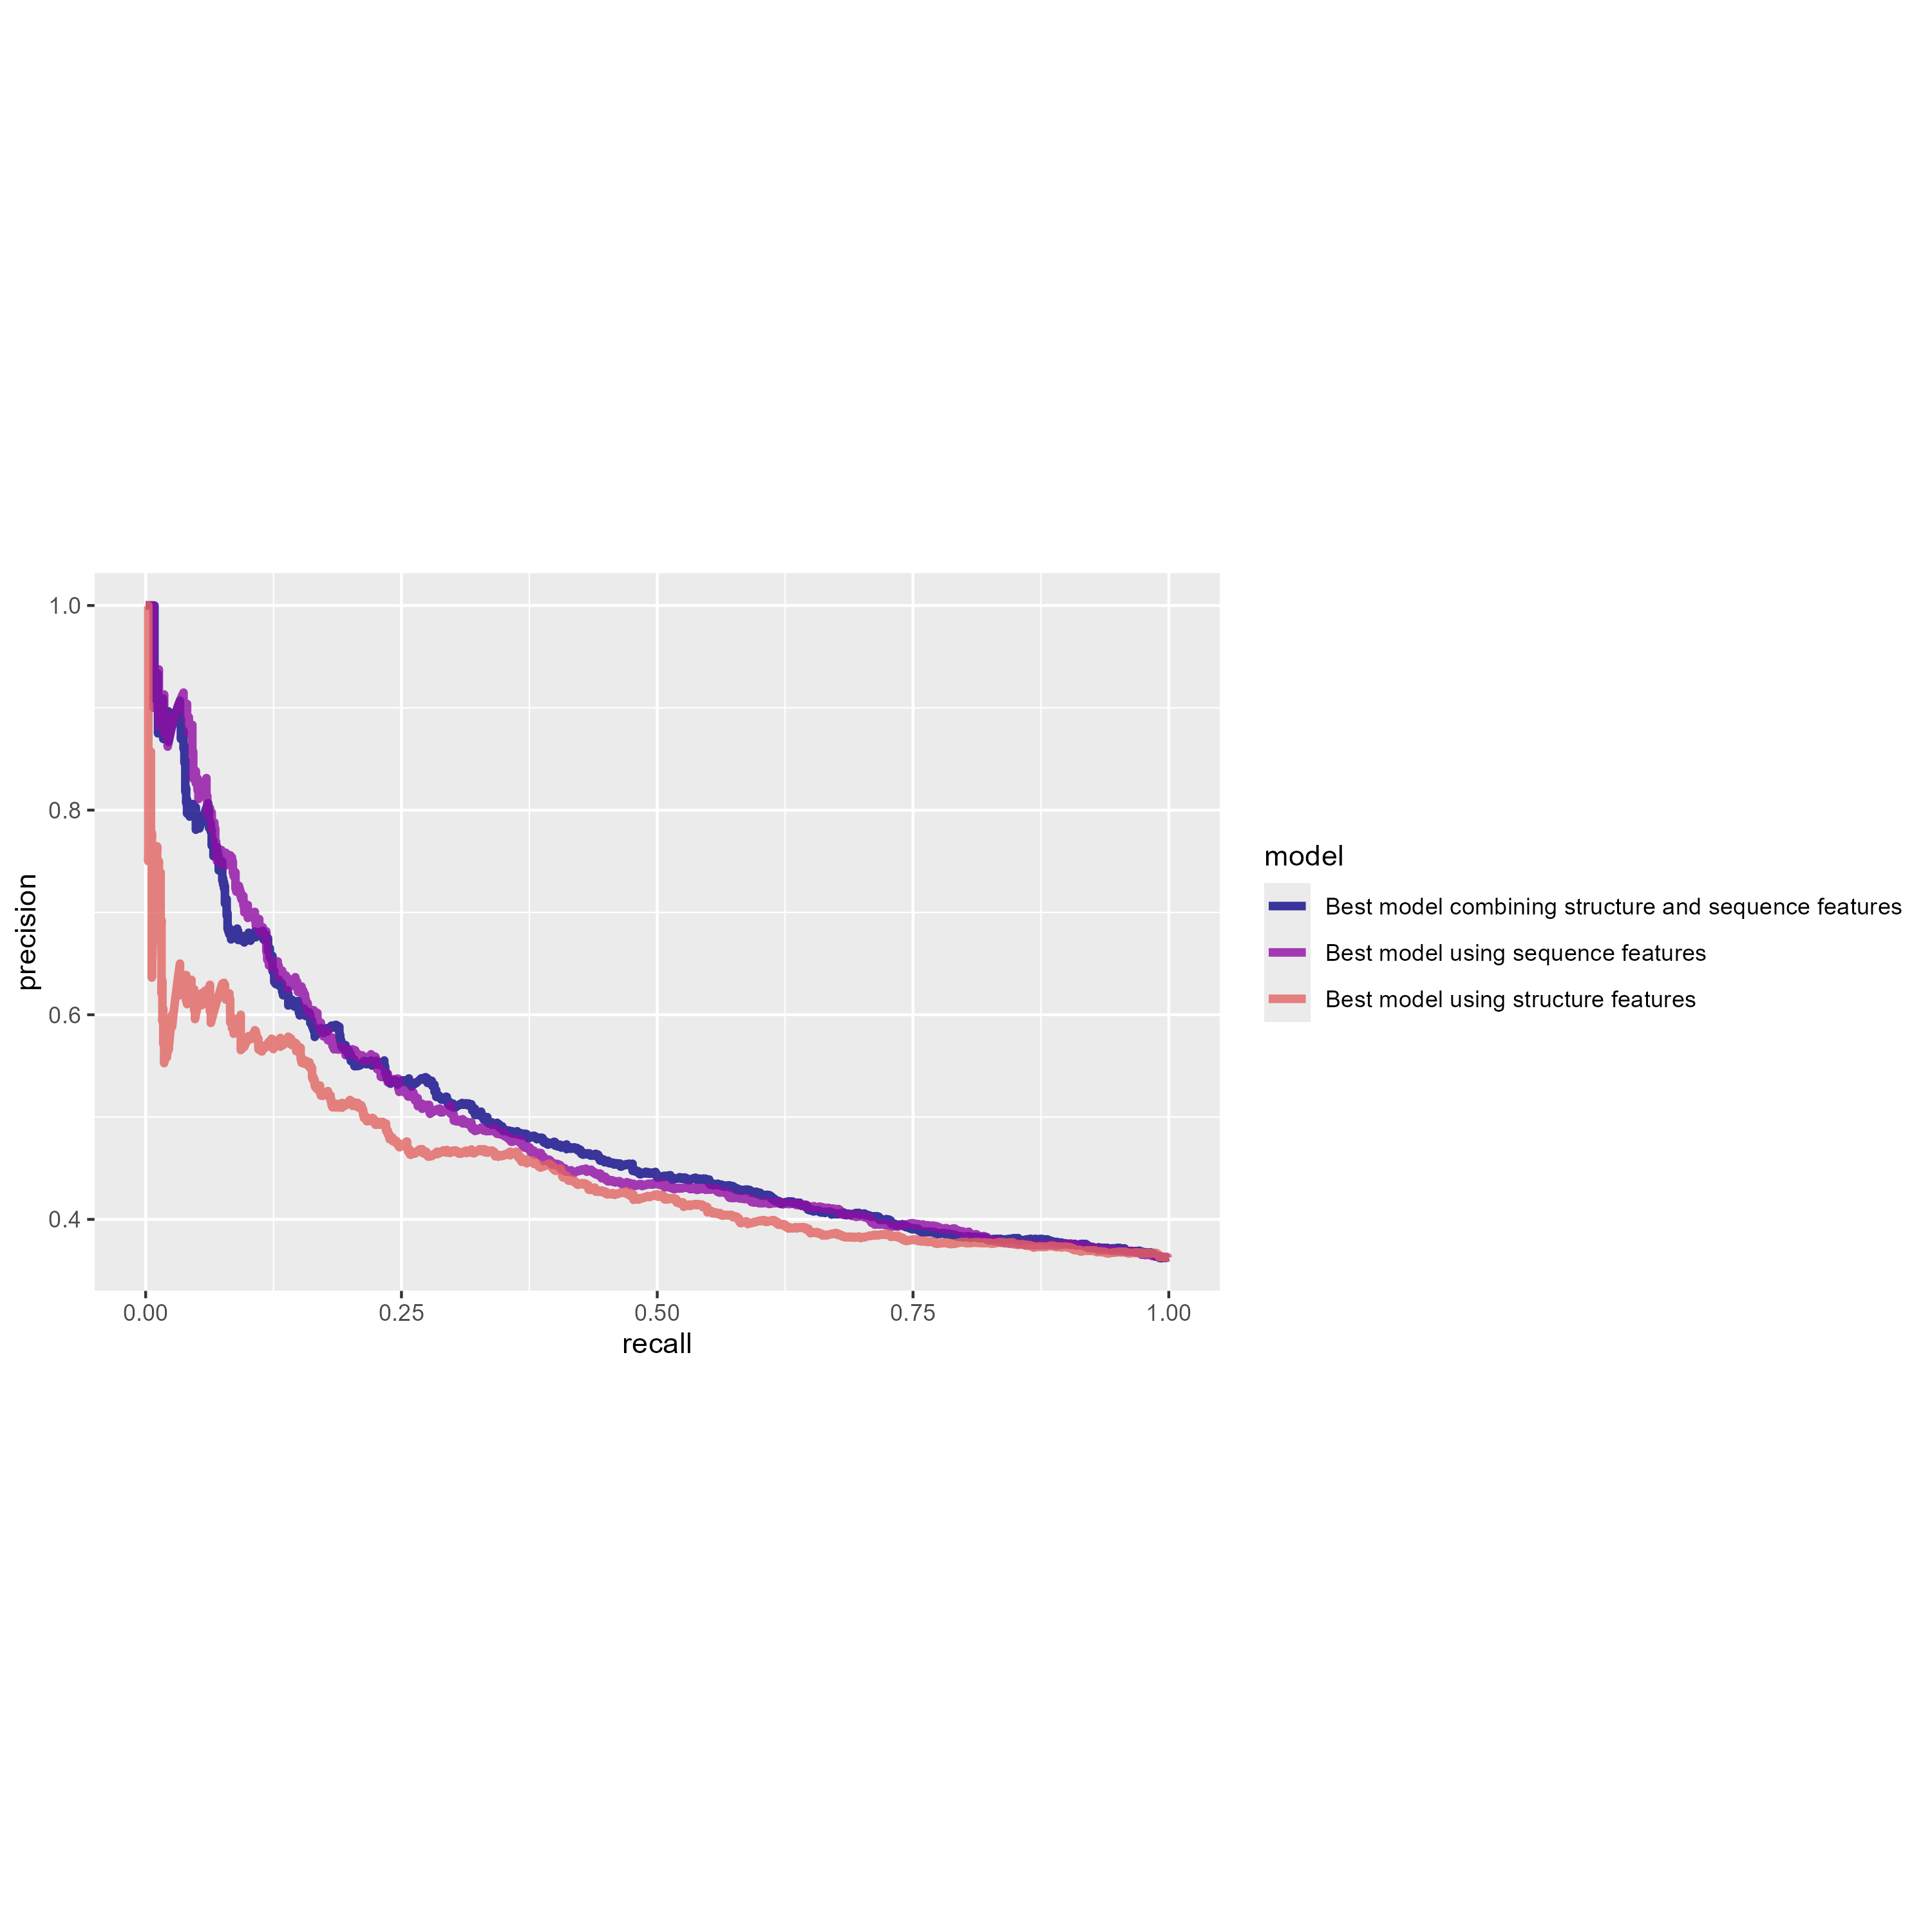 1.0
0.8
0.6
0.4
precision
0.00
0.25
0.50
0.75
1.00
recall
model
Best model combining structure and sequence features
Best model using sequence features
Best model using structure features